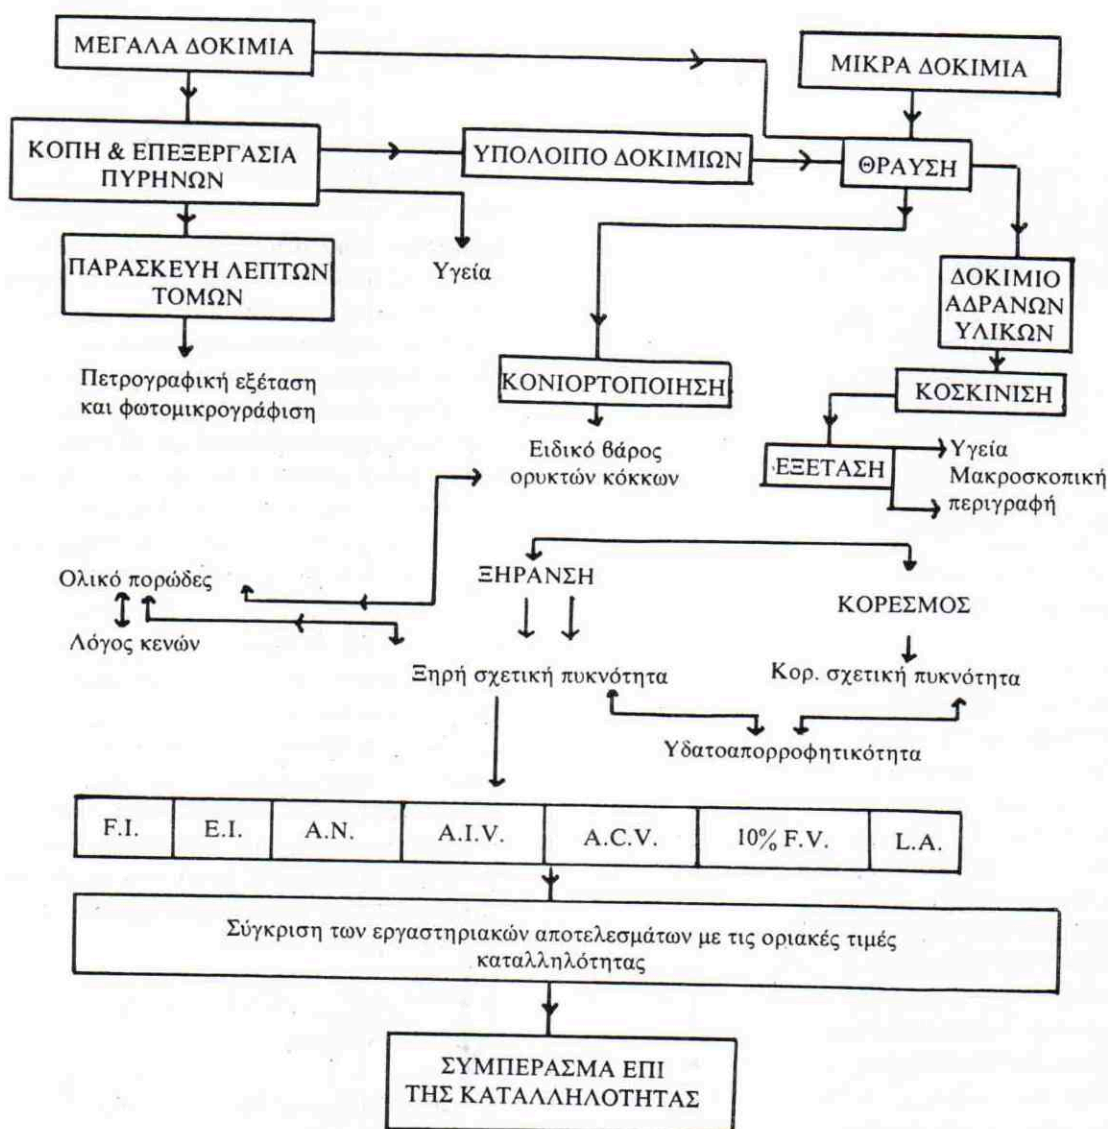 ΜΕΓΑΛΑ ΔΟΚΙΜΙΑ
ΜΙΚΡΑ ΔΟΚΙΜΙΑ
ΚΟΠΗ & ΕΠΕΞΕΡΓΑΣΙΑ
ΠΥΡΗΝΩΝ
ΥΠΟΛΟΙΠΟ ΔΟΚΙΜΙΩΝ
ΘΡΑΥΣΗ
ΠΑΡΑΣΚΕΥΗ ΛΕΠΤΩΝ
ΤΟΜΩΝ
Υγεία
ΔΟΚΙΜΙΟ
ΑΔΡΑΝΩΝ
ΥΛΙΚΩΝ
Πετρογραφική εξέταση
και φωτομικρογράφιση
ΚΟΝΙΟΡΤΟΠΟΙΗΣΗ
ΚΟΣΚΙΝΙΣΗ
Ειδικό βάρος
ορυκτών κόκκων
ΕΞΕΤΑΣΗ
Υγεία
Μακροσκοπική
περιγραφή
Ολικό πορώδες
Λόγος κενών
ΞΗΡΑΝΣΗ
ΚΟΡΕΣΜΟΣ
Ξηρή σχετική πυκνότητα
Κορ. σχετική πυκνότητα
Υδατοαπορροφητικότητα
F.I.
E.I.
A.N.
A.I.V.
A.C.V.
10% F.V.
L.A.
Σύγκριση των εργαστηριακών αποτελεσμάτων με τις οριακές τιμές
καταλληλότητας
ΣΥΜΠΕΡΑΣΜΑ ΕΠΙ
ΤΗΣ ΚΑΤΑΛΛΗΛΟΤΗΤΑΣ